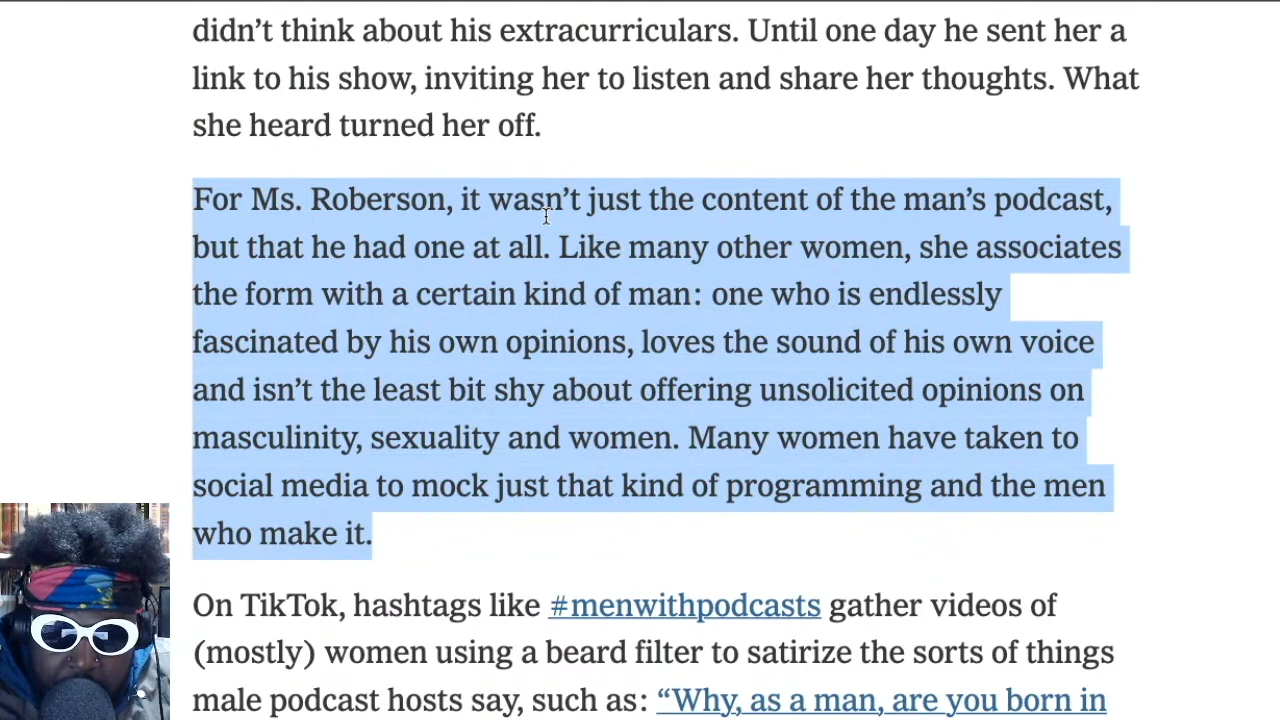 didn’t think about his extracurriculars. Until one day he sent her a
link to his show, inviting her to listen and share her thoughts. What
she heard turned her off.
For Ms. Roberson, it wasn’t just the content of the man’s podcast,
but that he had one at all. Like many other women, she associates
the form with a certain kind of man: one who is endlessly
fascinated by his own opinions, loves the sound of his own voice
and isn’t the least bit shy about offering unsolicited opinions on
masculinity, sexuality and women. Many women have taken to
social media to mock just that kind of programming and the men
who make it.
On TikTok, hashtags like #menwithpodcasts gather videos of
(mostly) women using a beard filter to satirize the sorts of things
male podcast hosts say, such as: “Why, as a man, are you born in